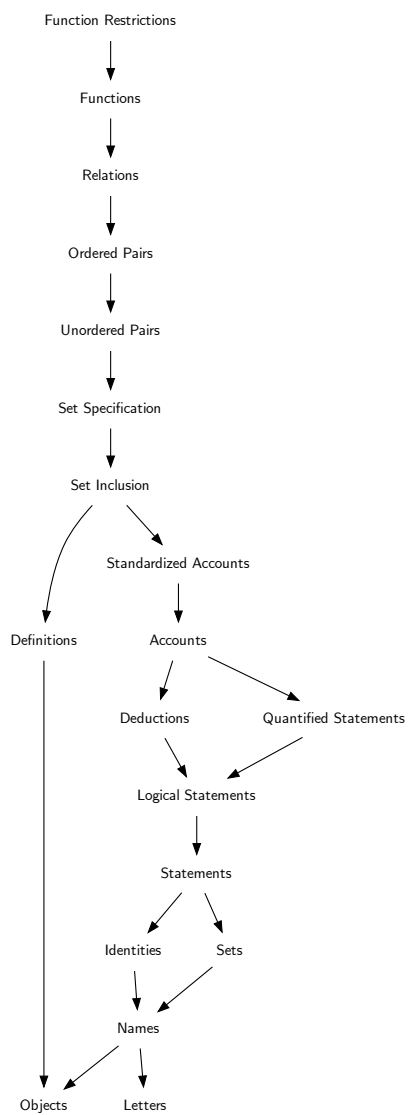 Function Restrictions
Functions
Relations
Ordered Pairs
Unordered Pairs
Set Specification
Set Inclusion
Standardized Accounts
Definitions
Accounts
Deductions
Quantified Statements
Logical Statements
Statements
Identities
Sets
Names
Objects
Letters